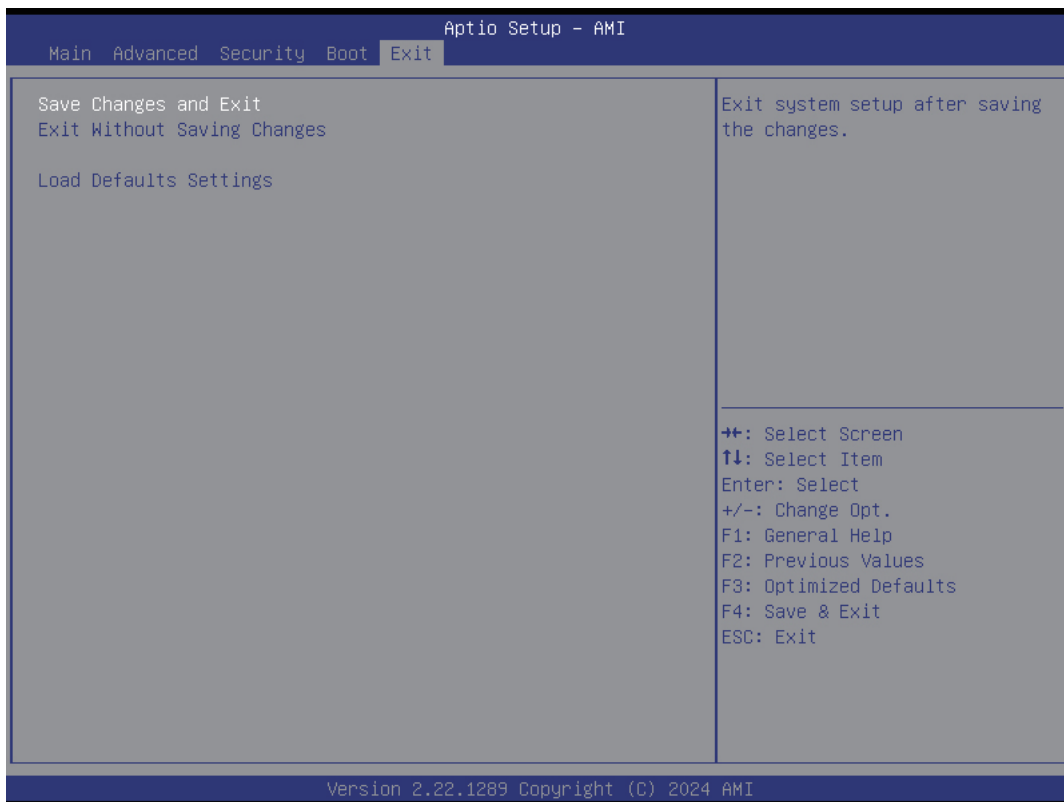 Aptio Setup – AMI
Main Advanced Security Boot Exit
Save Changes and Exit
Exit Without Saving Changes
Load Defaults Settings
Exit system setup after saving
the changes.
→←: Select Screen
↑↓: Select Item
Enter: Select
+/-: Change Opt.
F1: General Help
F2: Previous Values
F3: Optimized Defaults
F4: Save & Exit
ESC: Exit
Version 2.22.1289 Copyright (C) 2024 AMI